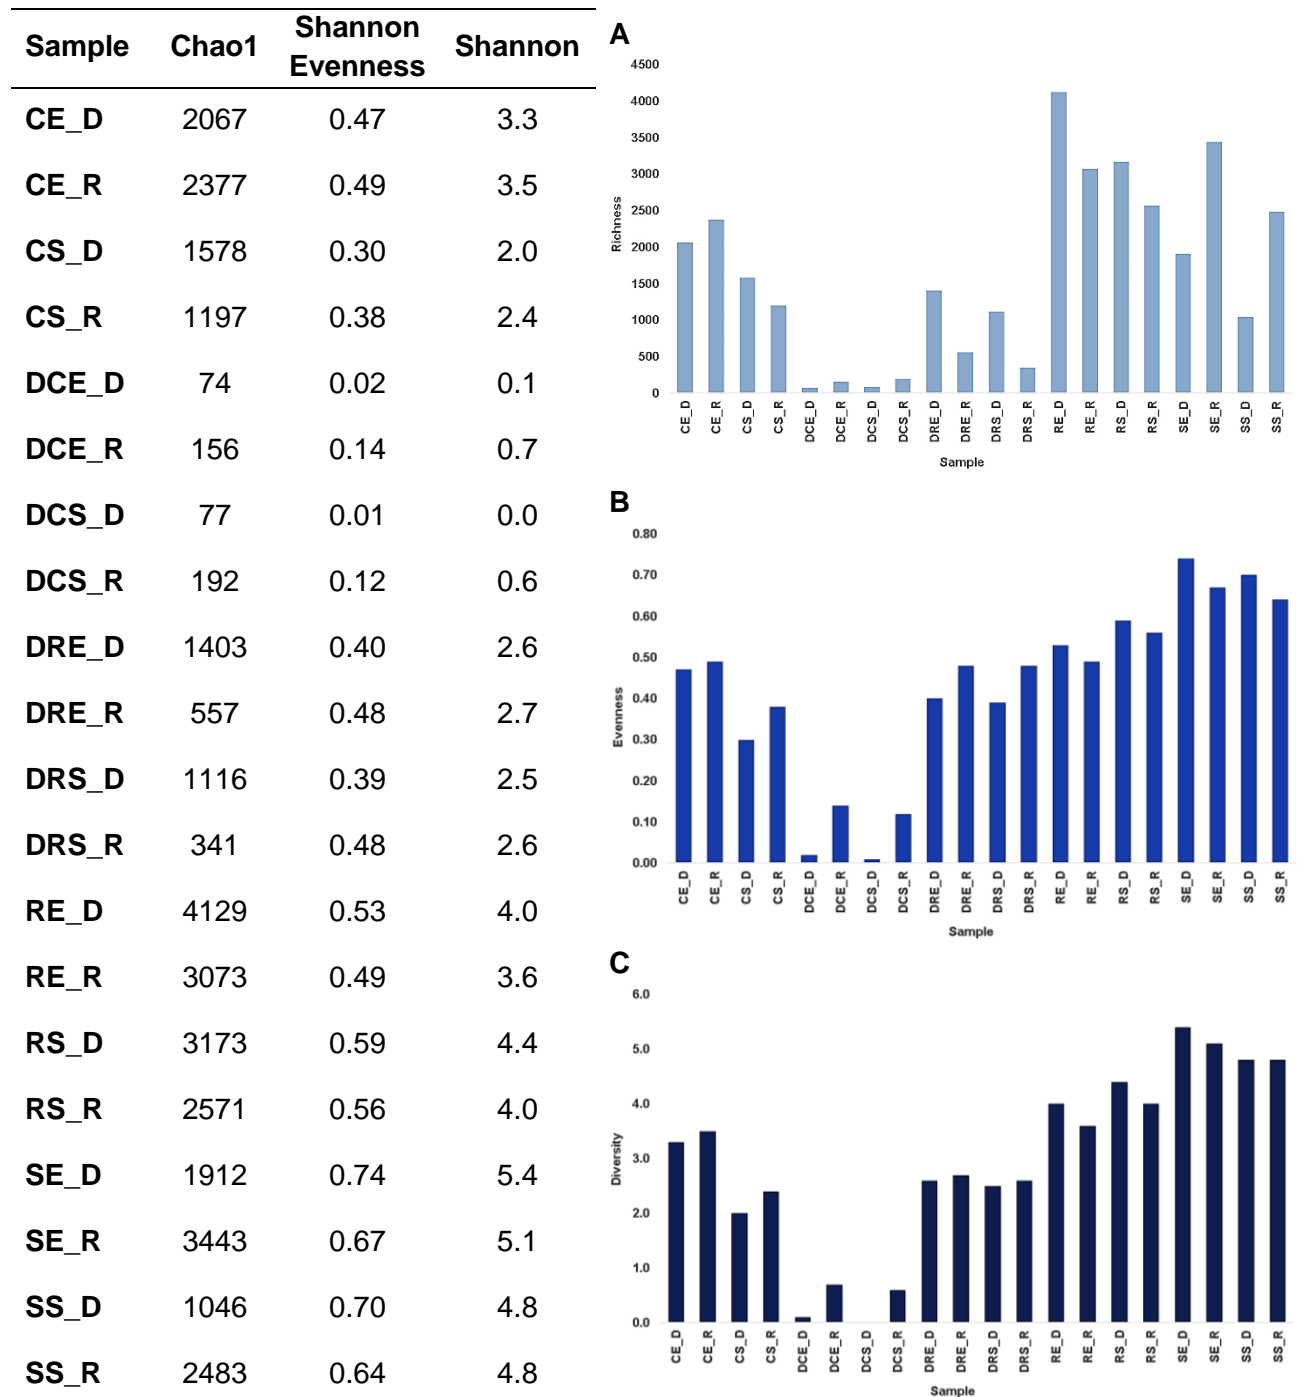 Sample Chao1 Shannon Evenness Shannon
CE_D 2067 0.47 3.3
CE_R 2377 0.49 3.5
CS_D 1578 0.30 2.0
CS_R 1197 0.38 2.4
DCE_D 74 0.02 0.1
DCE_R 156 0.14 0.7
DCS_D 77 0.01 0.0
DCS_R 192 0.12 0.6
DRE_D 1403 0.40 2.6
DRE_R 557 0.48 2.7
DRS_D 1116 0.39 2.5
DRS_R 341 0.48 2.6
RE_D 4129 0.53 4.0
RE_R 3073 0.49 3.6
RS_D 3173 0.59 4.4
RS_R 2571 0.56 4.0
SE_D 1912 0.74 5.4
SE_R 3443 0.67 5.1
SS_D 1046 0.70 4.8
SS_R 2483 0.64 4.8
A
4500
4000
3500
3000
2500
2000
1500
1000
500
0
Richness
CE_D CE_R CS_D CS_R DCE_D DCE_R DCS_D DCS_R DRE_D DRE_R DRS_D DRS_R RE_D RE_R RS_D RS_R SE_D SE_R SS_D SS_R
Sample
B
0.80
0.70
0.60
0.50
0.40
0.30
0.20
0.10
0.00
Evenness
CE_D CE_R CS_D CS_R DCE_D DCE_R DCS_D DCS_R DRE_D DRE_R DRS_D DRS_R RE_D RE_R RS_D RS_R SE_D SE_R SS_D SS_R
Sample
C
6.0
5.0
4.0
3.0
2.0
1.0
0.0
Diversity
CE_D CE_R CS_D CS_R DCE_D DCE_R DCS_D DCS_R DRE_D DRE_R DRS_D DRS_R RE_D RE_R RS_D RS_R SE_D SE_R SS_D SS_R
Sample